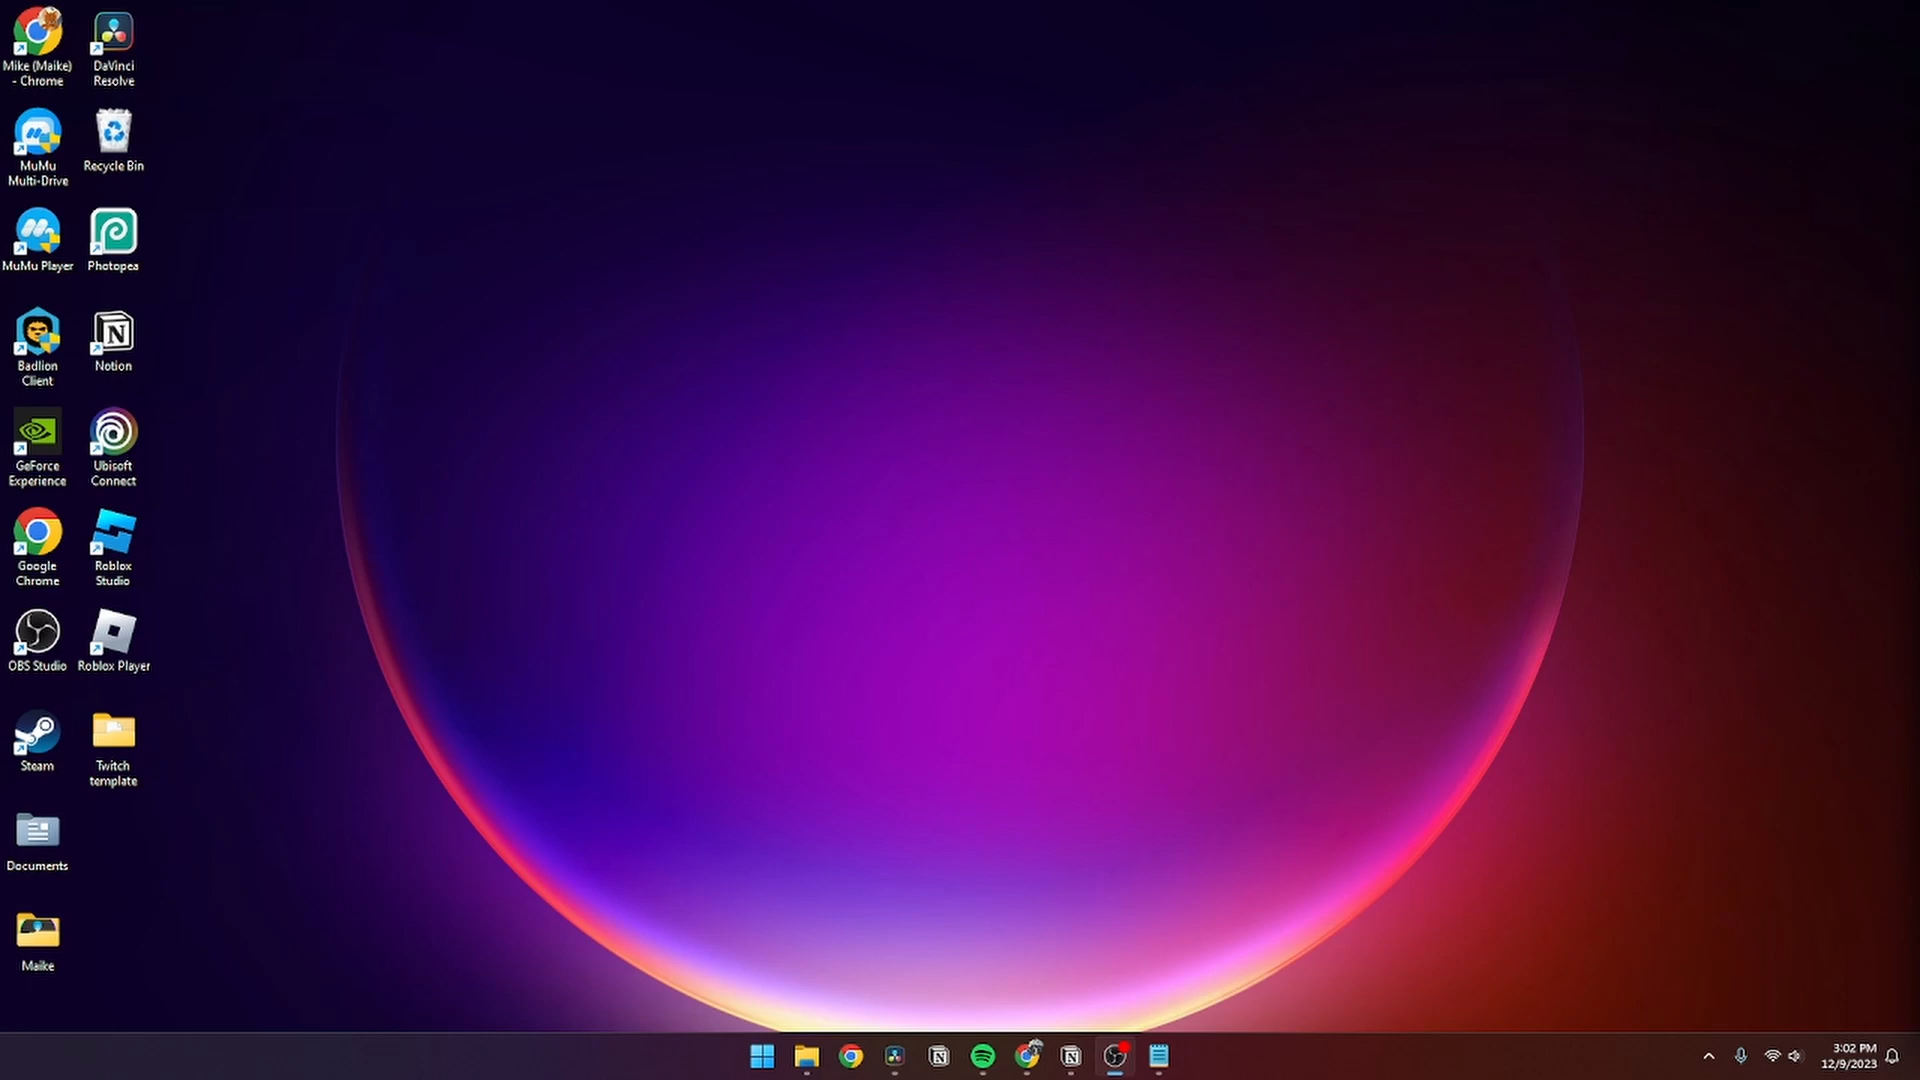 Mike (Maike)
- Chrome
DaVinci
Resolve
MuMu
Multi-Drive
Recycle Bin
MuMu Player
Photopea
Badlion
Client
Notion
GeForce
Experience
Ubisoft
Connect
Google
Chrome
Roblox
Studio
OBS Studio
Roblox Player
Steam
Twitch
template
Documents
Maike
3:02 PM
12/9/2023